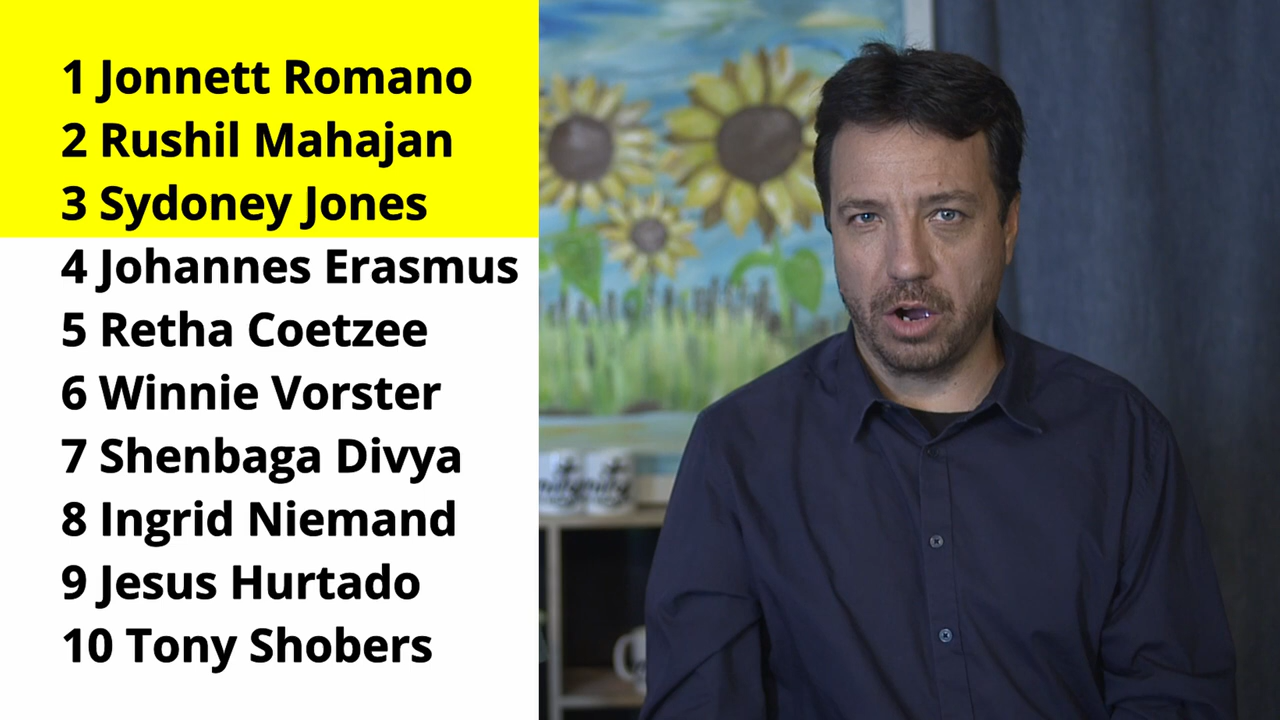 1 Jonnett Romano
2 Rushil Mahajan
3 Sydoney Jones
4 Johannes Erasmus
5 Retha Coetzee
6 Winnie Vorster
7 Shenbaga Divya
8 Ingrid Niemand
9 Jesus Hurtado
10 Tony Shobers